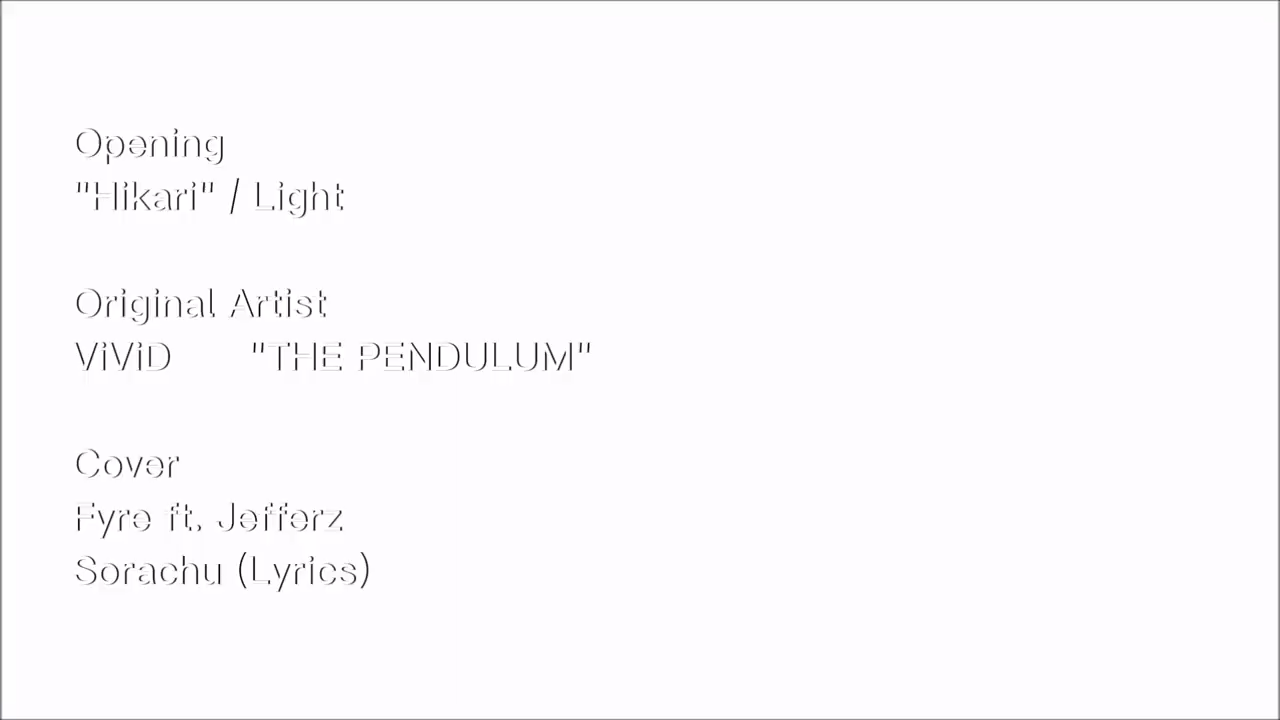 Opening
"Hikari" / Light
Original Artist
ViViD "THE PENDULUM"
Cover
Fyre ft. Jefferz
Sorachu (Lyrics)